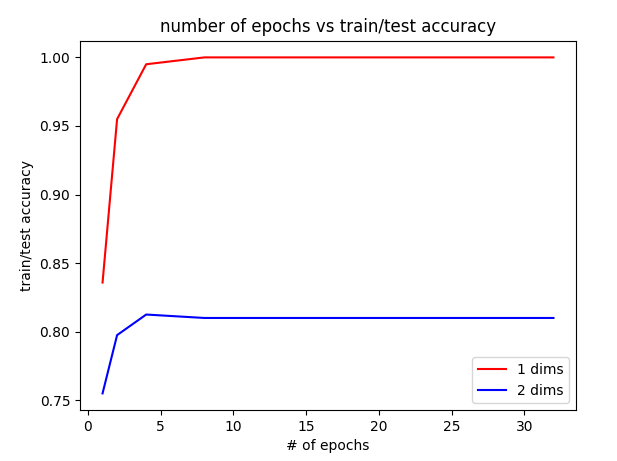 number of epochs vs train/test accuracy
1.00
0.95
0.90
0.85
0.80
0.75
train/test accuracy
0 5 10 15 20 25 30
# of epochs
1 dims
2 dims